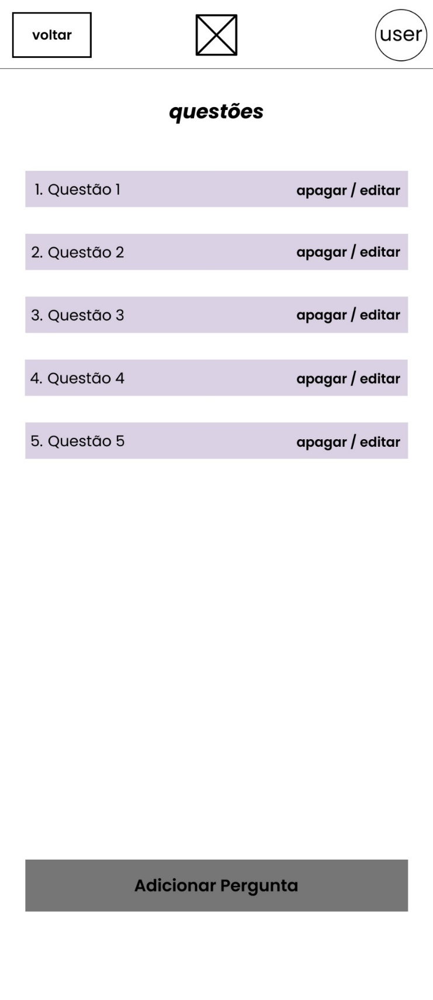 voltar
user
questões
1. Questão 1 apagar / editar
2. Questão 2 apagar / editar
3. Questão 3 apagar / editar
4. Questão 4 apagar / editar
5. Questão 5 apagar / editar
Adicionar Pergunta